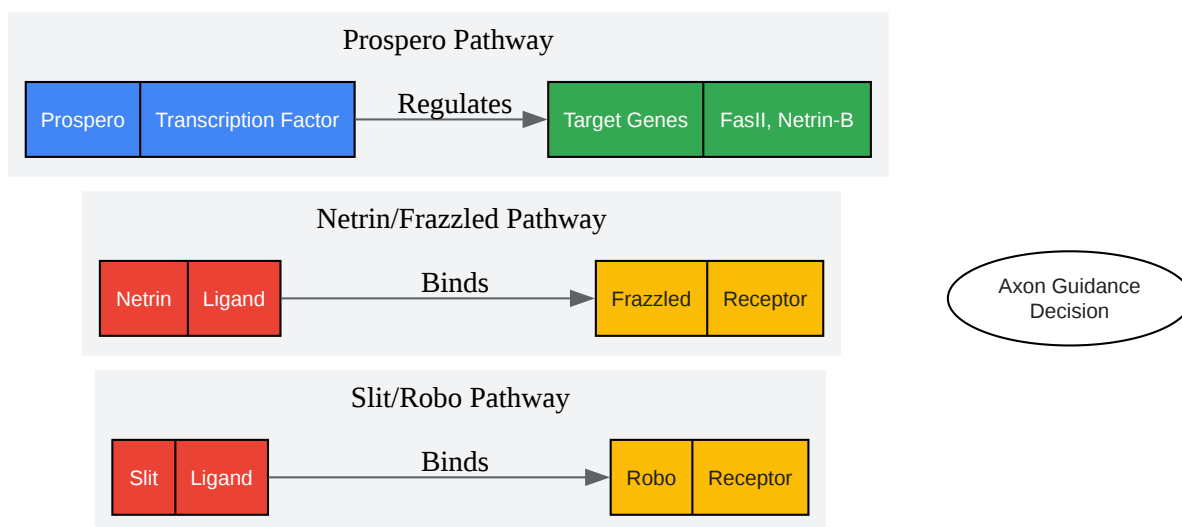 Prospero Pathway
Prospero
Transcription Factor
Regulates
Target Genes
FasII, Netrin-B
Netrin/Frazzled Pathway
Netrin
Ligand
Binds
Frazzled
Receptor
Axon Guidance
Decision
Slit/Robo Pathway
Slit
Ligand
Binds
Robo
Receptor